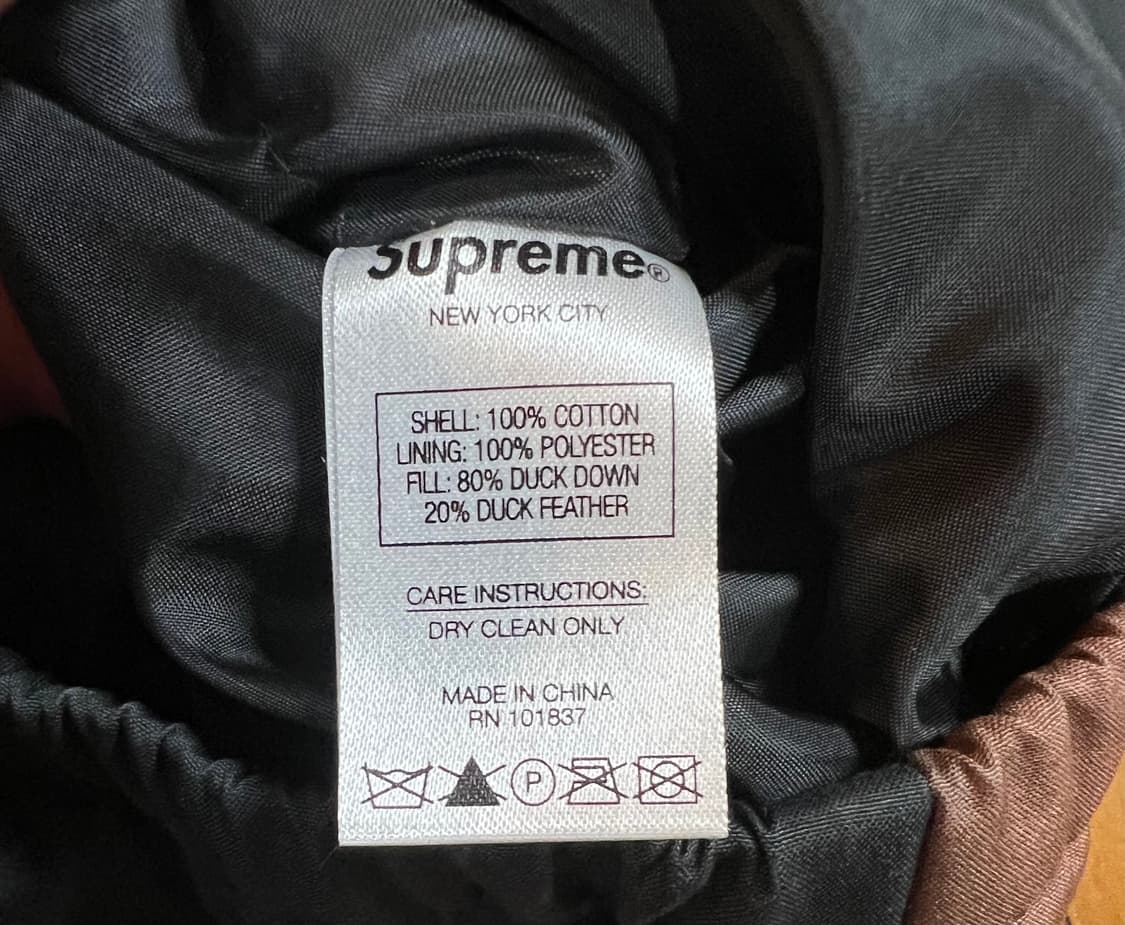 Supreme®
NEW YORK CITY
SHELL: 100% COTTON
LINING: 100% POLYESTER
FILL: 80% DUCK DOWN
20% DUCK FEATHER
CARE INSTRUCTIONS:
DRY CLEAN ONLY
MADE IN CHINA
RN 101837
P